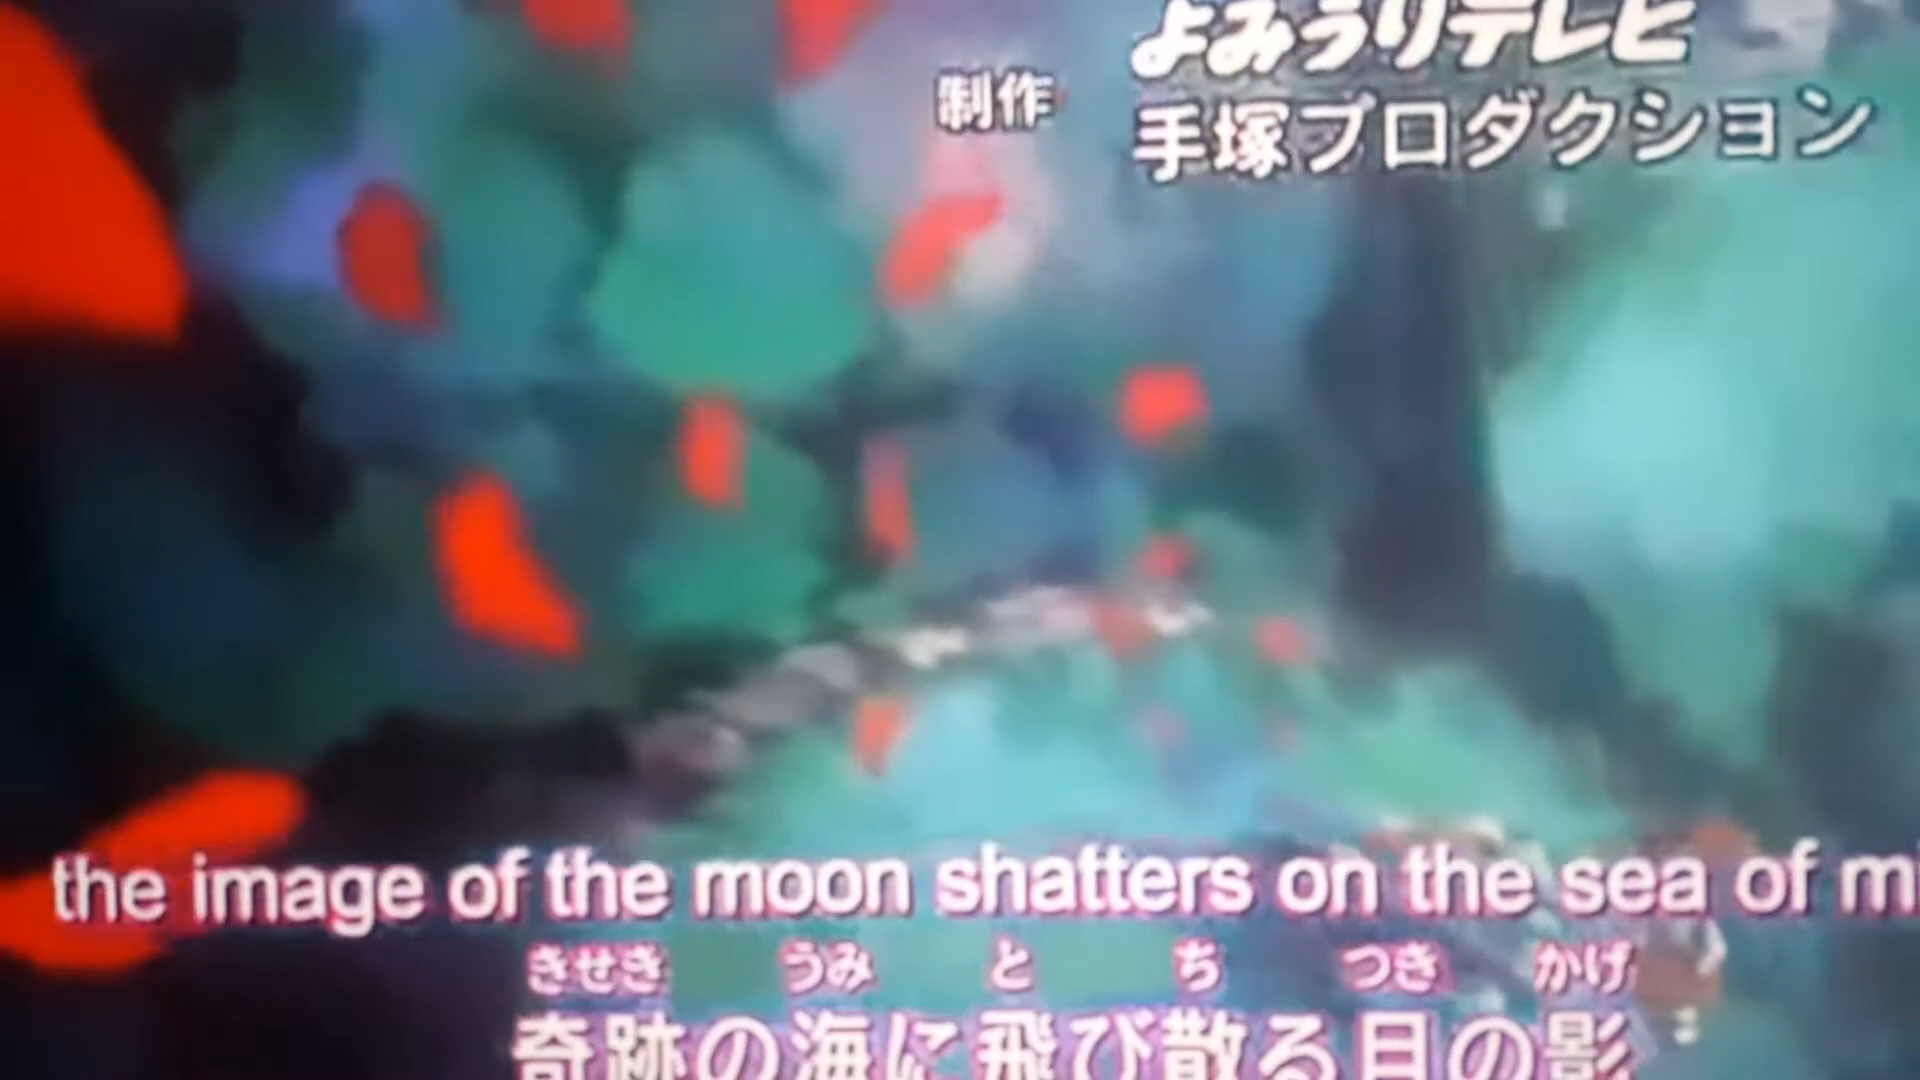 よみうりテレビ
制作
手塚プロダクション
the image of the moon shatters on the sea of mi
きせき うみ と ち つき かげ
奇跡の海に飛び散る月の影